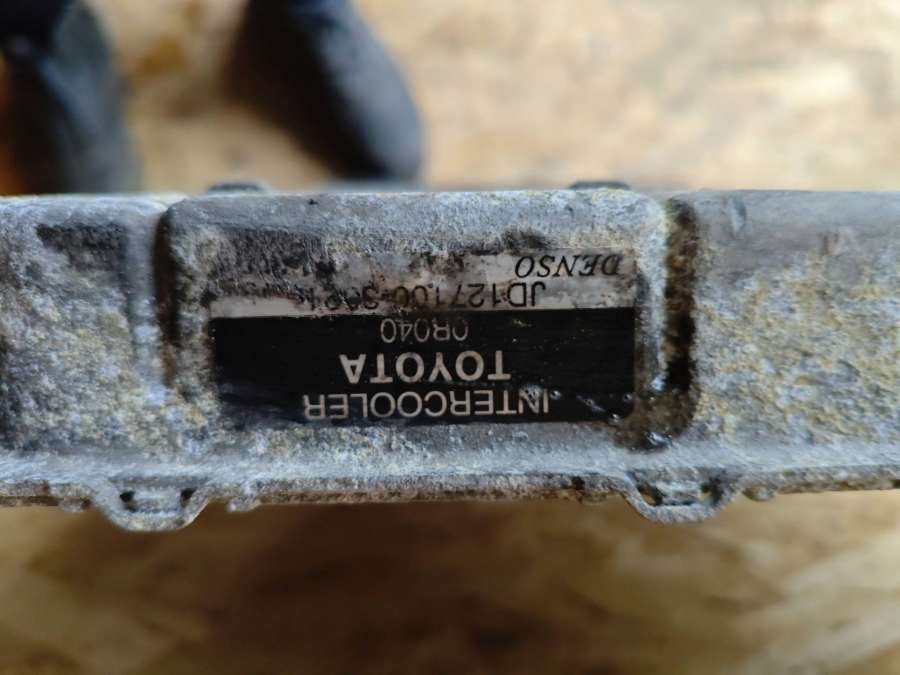 INTERCOOLER
TOYOTA
0R040
JD127100
DENSO